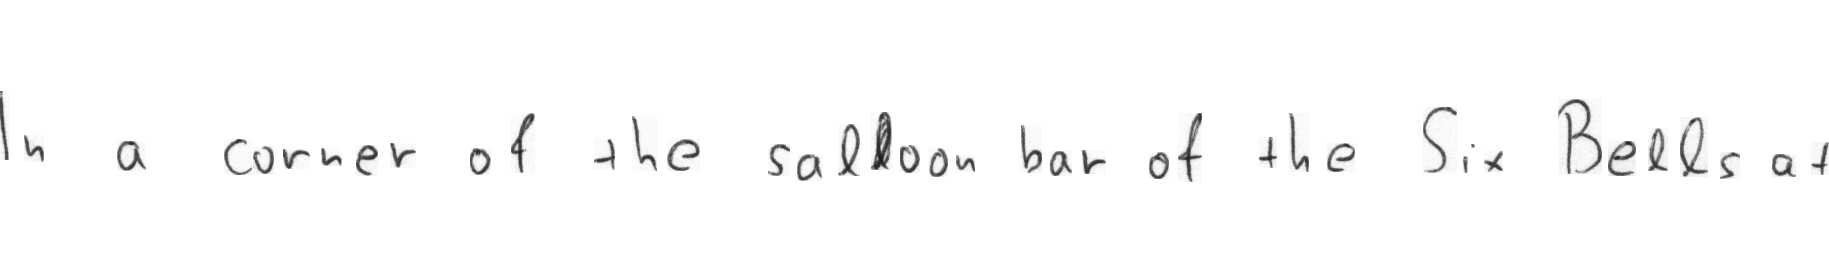 In a corner of the salloon bar of the Six Bells at